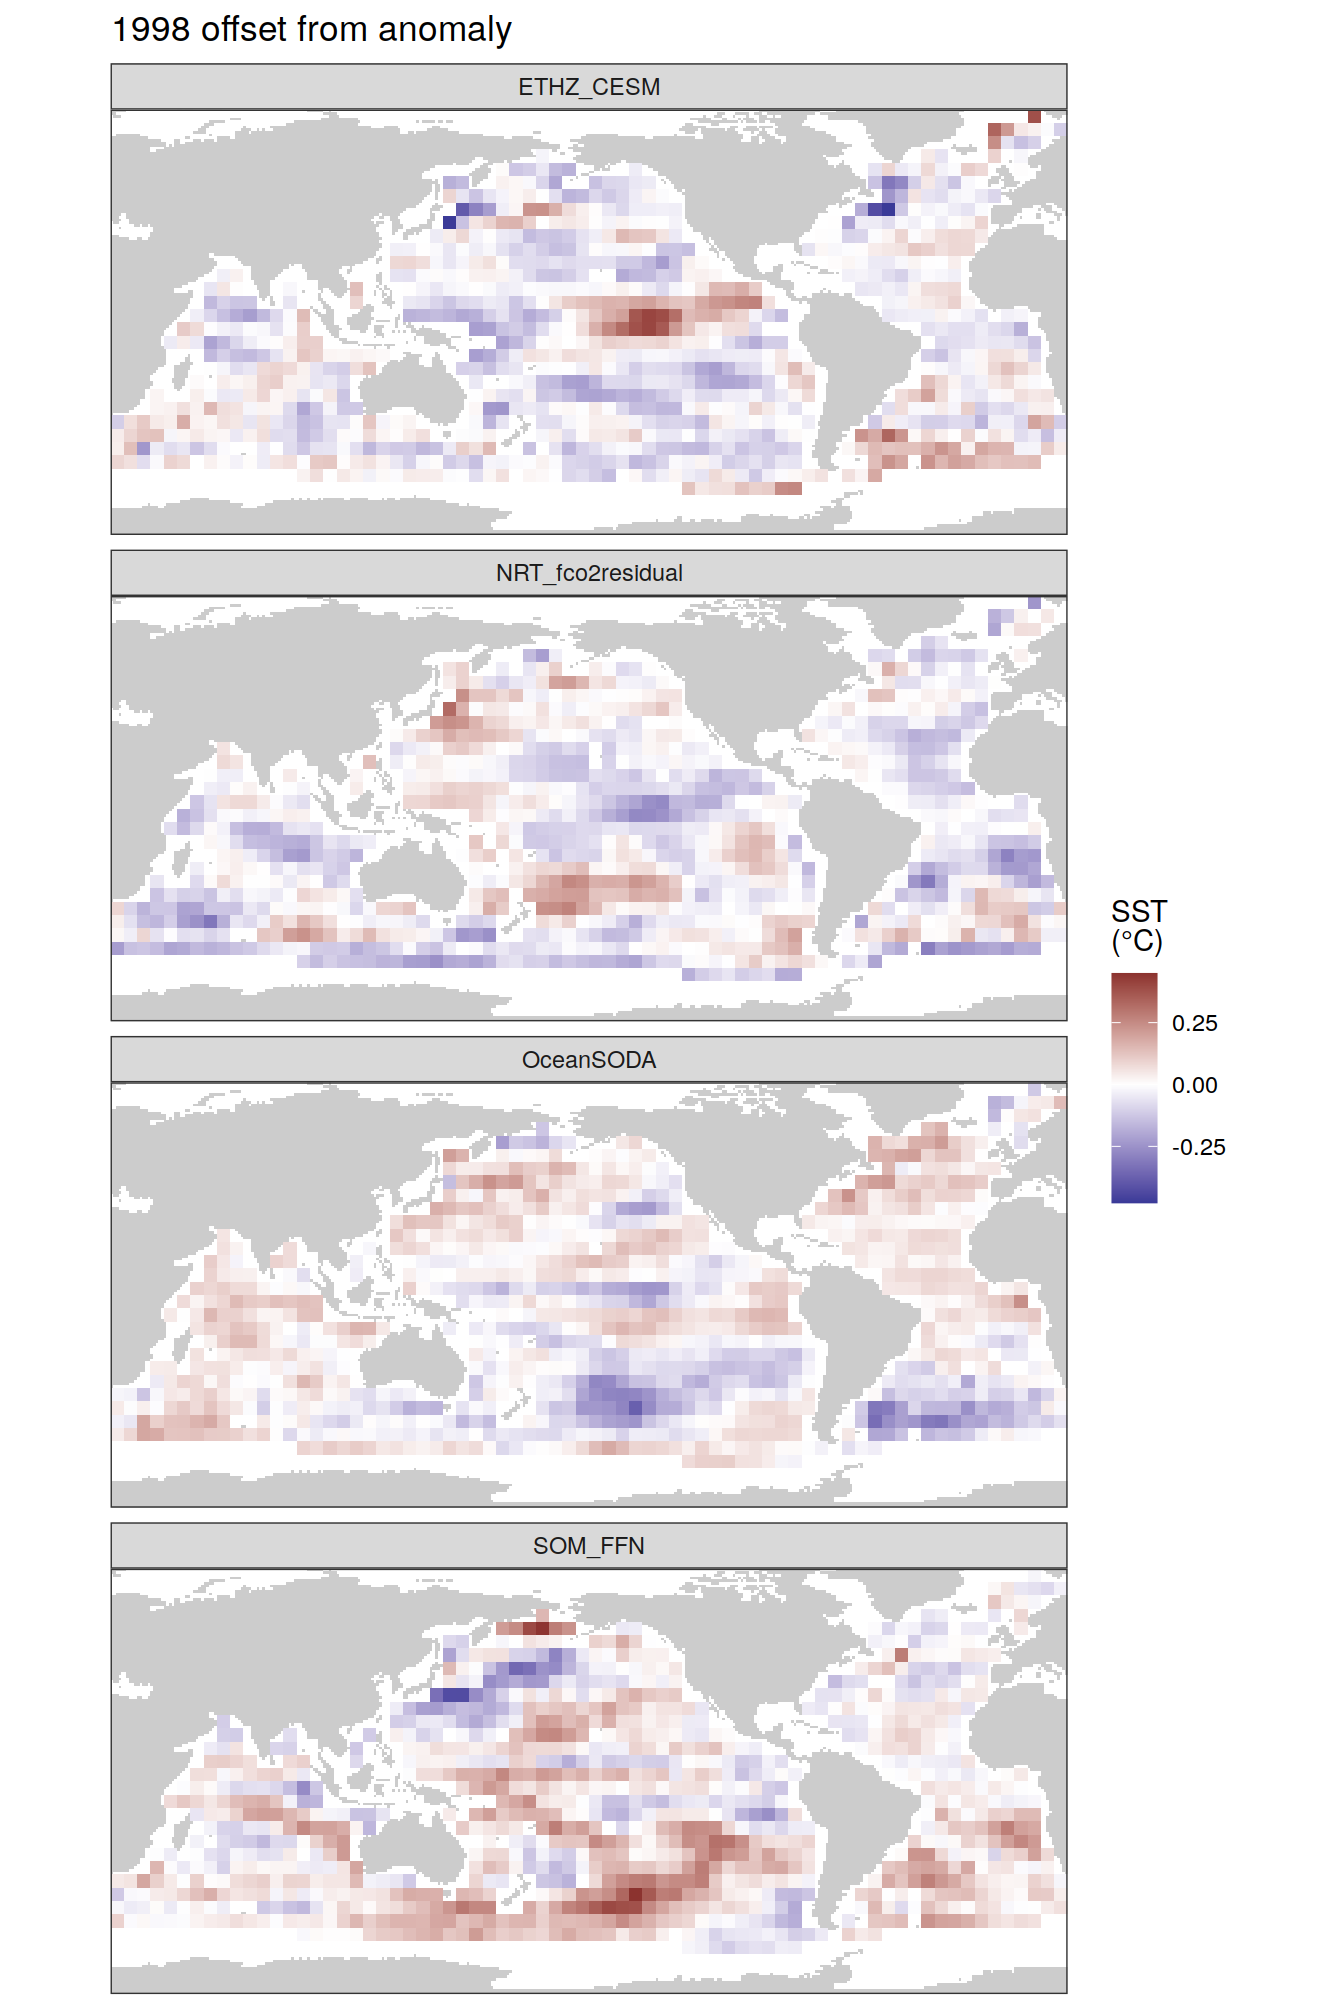 1998 offset from anomaly
ETHZ_CESM
NRT_fco2residual
OceanSODA
SOM_FFN
SST
(°C)
0.25
0.00
-0.25